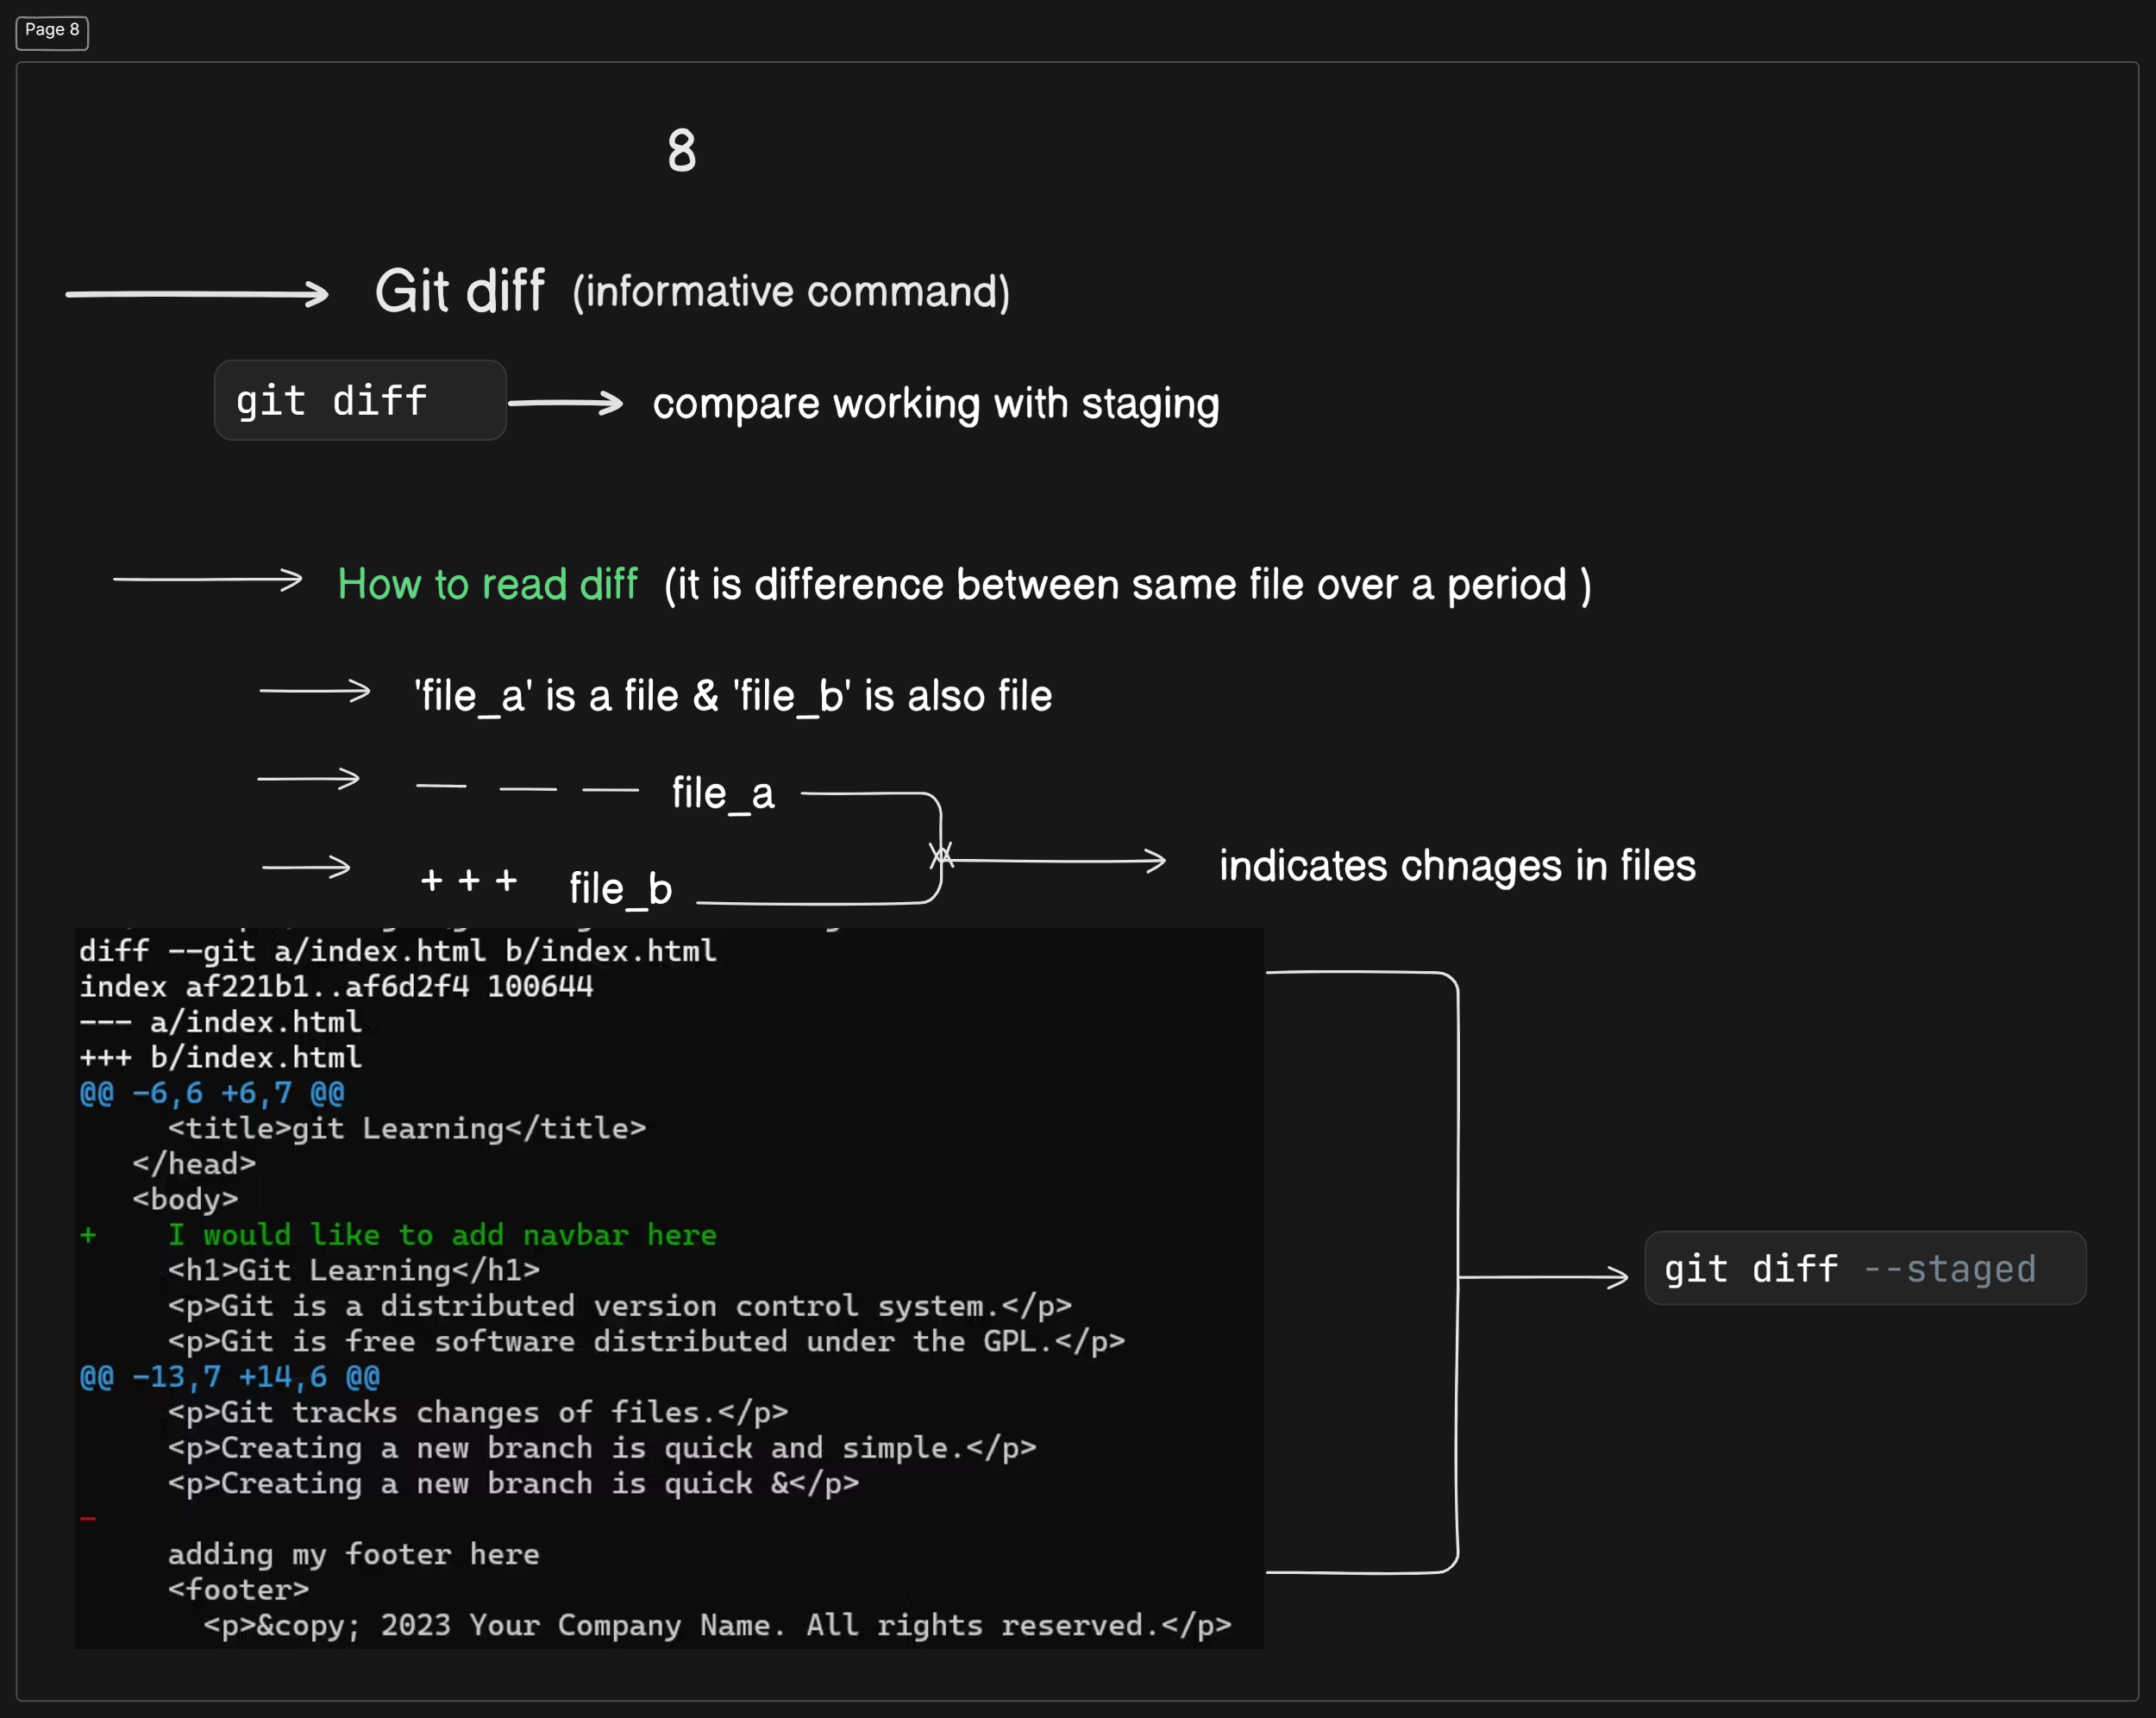 Page 8
8
Git diff (informative command)
git diff
compare working with staging
How to read diff (it is difference between same file over a period )
'file_a' is a file & 'file_b' is also file
— — — file_a
+ + + file_b
indicates chnages in files
diff --git a/index.html b/index.html
index af221b1..af6d2f4 100644
--- a/index.html
+++ b/index.html
@@ -6,6 +6,7 @@
<title>git Learning</title>
</head>
<body>
+ I would like to add navbar here
<h1>Git Learning</h1>
<p>Git is a distributed version control system.</p>
<p>Git is free software distributed under the GPL.</p>
@@ -13,7 +14,6 @@
<p>Git tracks changes of files.</p>
<p>Creating a new branch is quick and simple.</p>
<p>Creating a new branch is quick &</p>
-
adding my footer here
<footer>
<p>&copy; 2023 Your Company Name. All rights reserved.</p>
git diff --staged